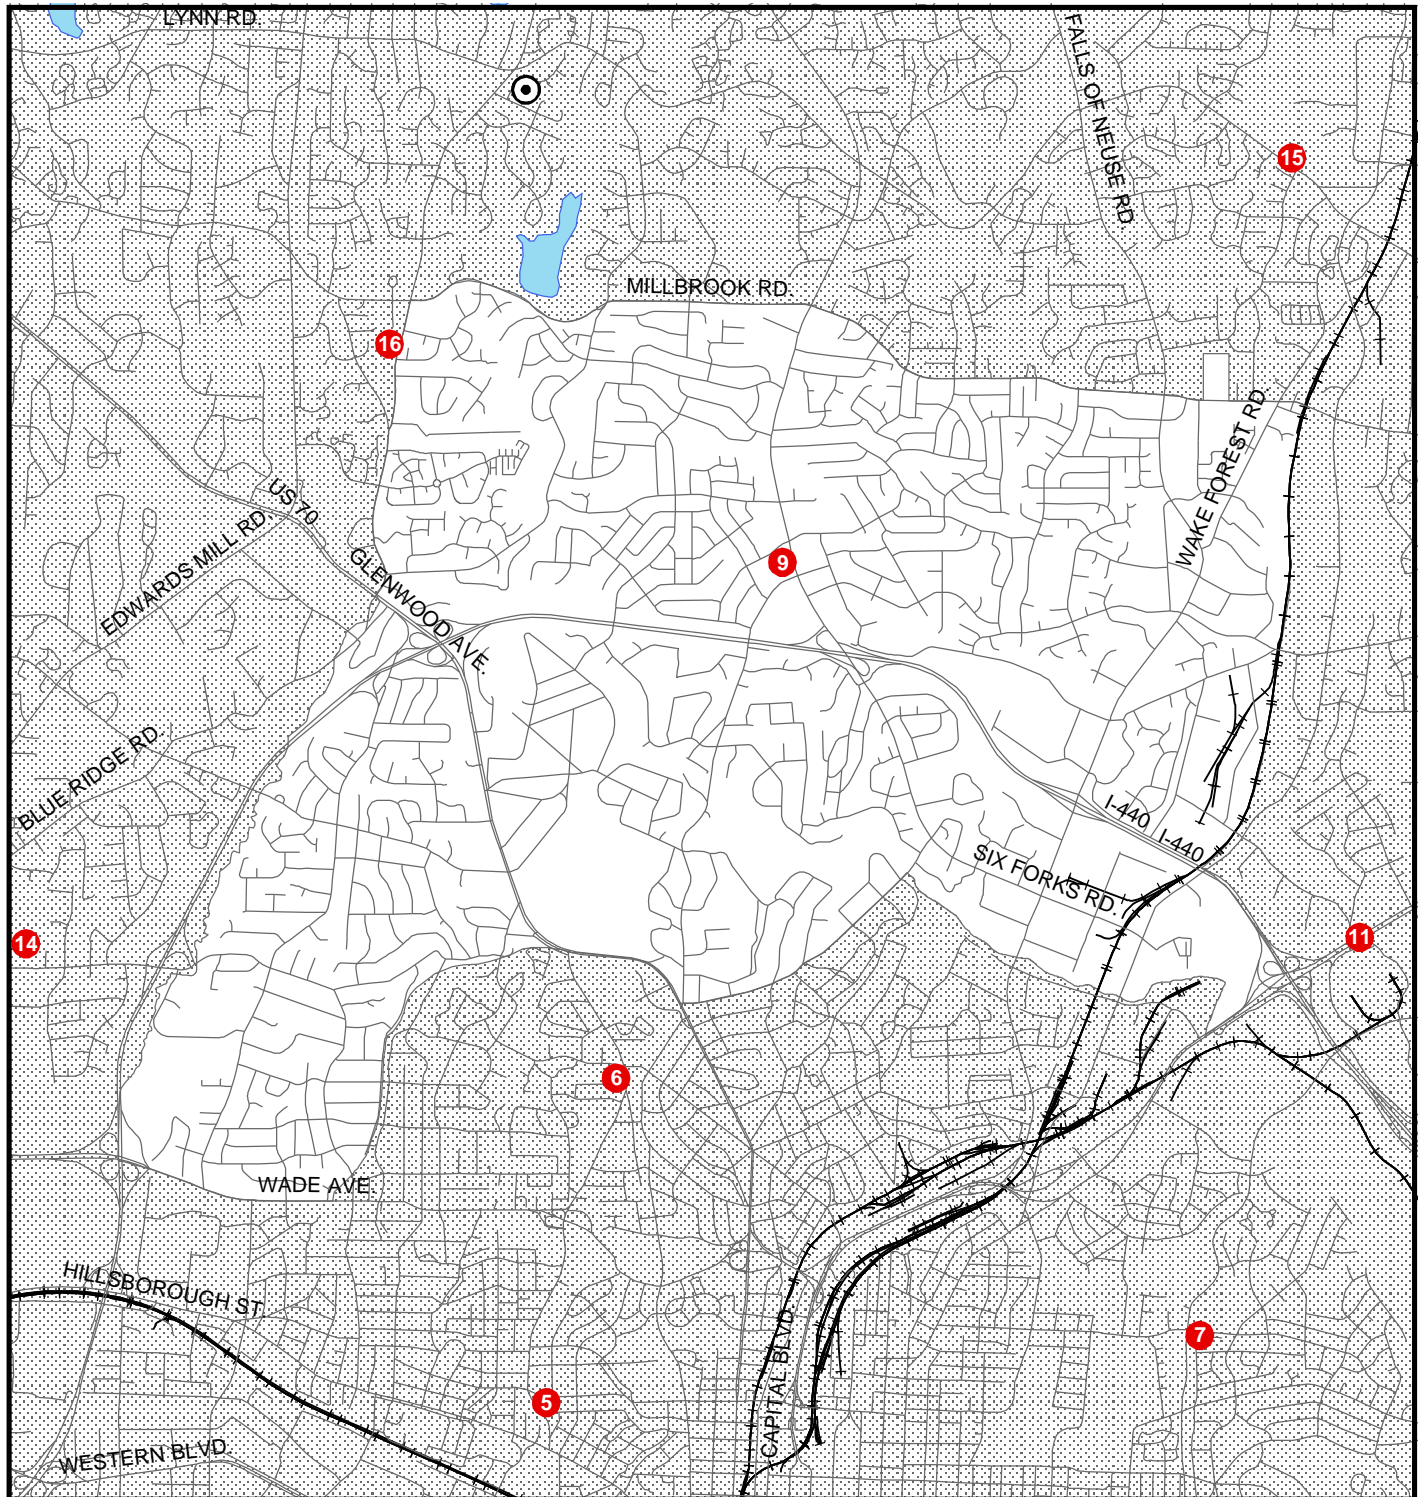 LYNN RD.
FALLS OF NEUSE RD
15
MILLBROOK RD.
16
WAKE FOREST RD.
US 70
EDWARDS MILL RD.
GLENWOOD AVE.
9
BLUE RIDGE RD
I-440
I-440
SIX FORKS RD.
14
11
6
WADE AVE.
HILLSBOROUGH ST.
7
CAPITAL BLVD.
5
WESTERN BLVD.